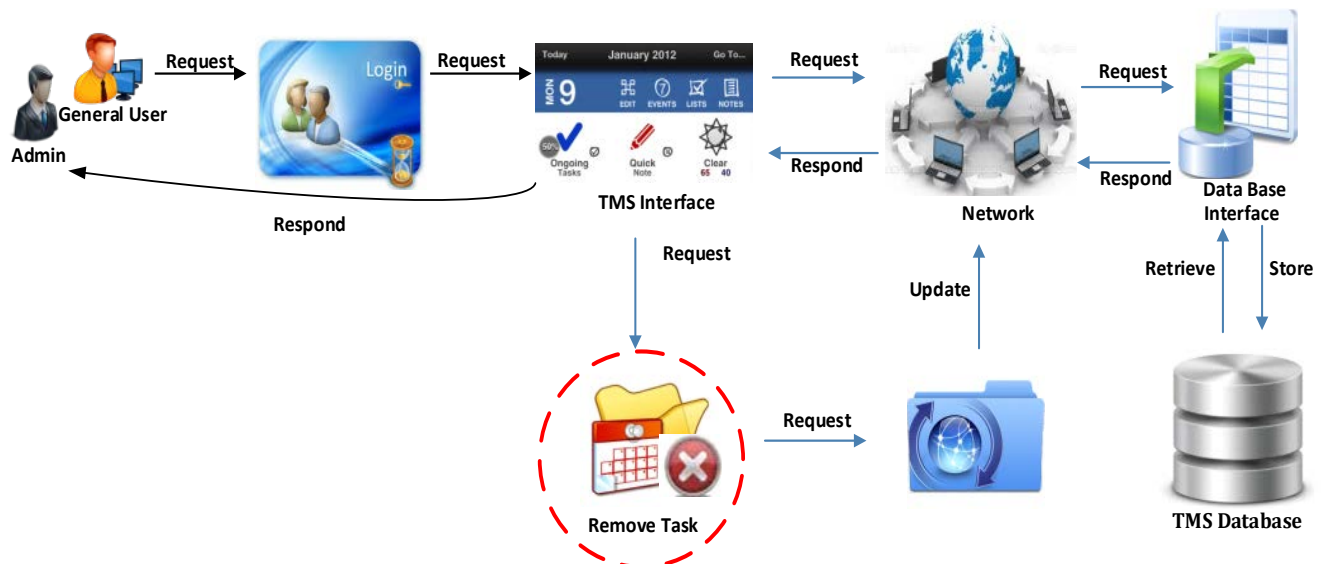 Request
Request
Login
General User
Admin
Respond
Today January 2012 Go To...
MON 9
EDIT EVENTS LISTS NOTES
7
50%
Ongoing Tasks
Quick Note
Clear
65 40
TMS Interface
Request
Respond
Network
Request
Respond
Data Base
Interface
Request
Update
Retrieve
Store
Request
Remove Task
TMS Database